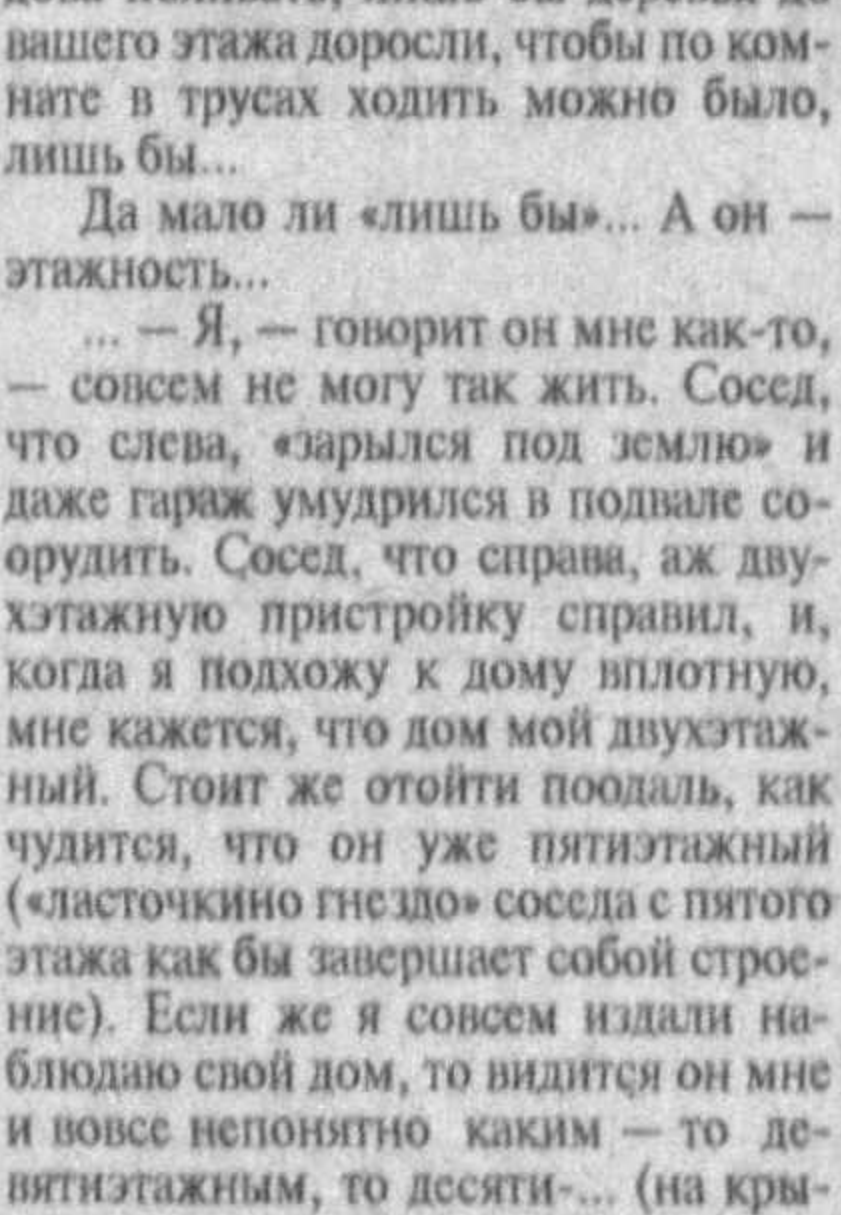 вашего этажа доросли, чтобы по ком-
нате в трусах ходить можно было,
лишь бы...
Да мало ли «лишь бы»... А он —
этажность...
... — Я, — говорит он мне как-то,
— совсем не могу так жить. Сосед,
что слева, «зарылся под землю» и
даже гараж умудрился в подвале со-
орудить. Сосед, что справа, аж дву-
хэтажную пристройку справил, и,
когда я подхожу к дому вплотную,
мне кажется, что дом мой двухэтаж-
ный. Стоит же отойти поодаль, как
чудится, что он уже пятиэтажный
(«ласточкино гнездо» соседа с пятого
этажа как бы завершает собой строе-
ние). Если же я совсем издали на-
блюдаю свой дом, то видится он мне
и вовсе непонятно каким — то де-
вятиэтажным, то десяти-... (на кры-